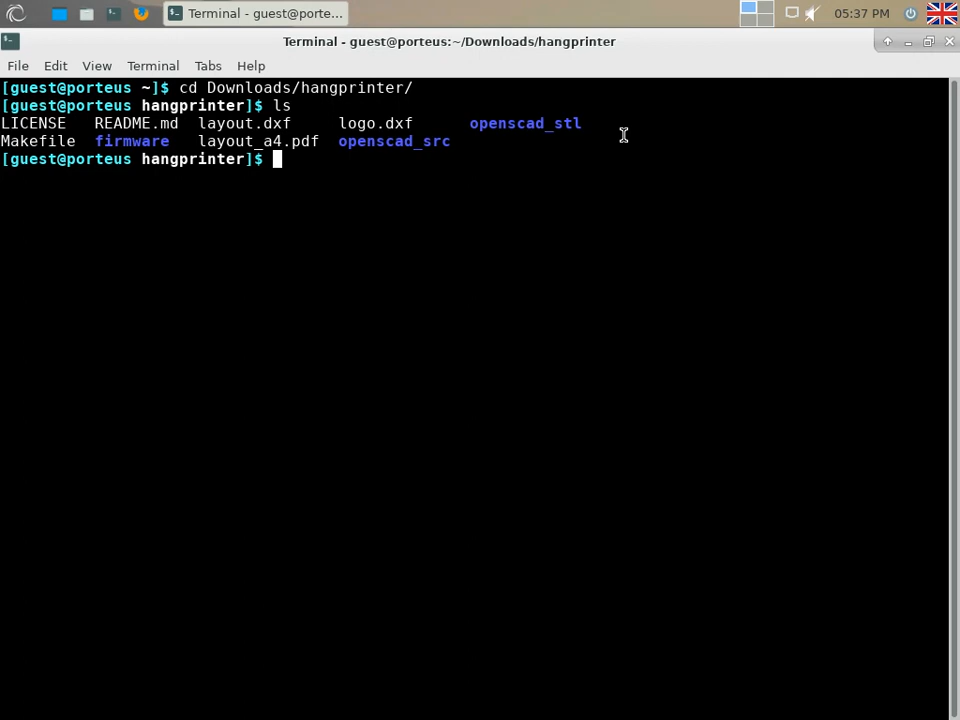 Terminal - guest@porte...
05:37 PM
Terminal - guest@porteus:~/Downloads/hangprinter
File Edit View Terminal Tabs Help
[guest@porteus ~]$ cd Downloads/hangprinter/
[guest@porteus hangprinter]$ ls
LICENSE README.md layout.dxf logo.dxf openscad_stl
Makefile firmware layout_a4.pdf openscad_src
[guest@porteus hangprinter]$